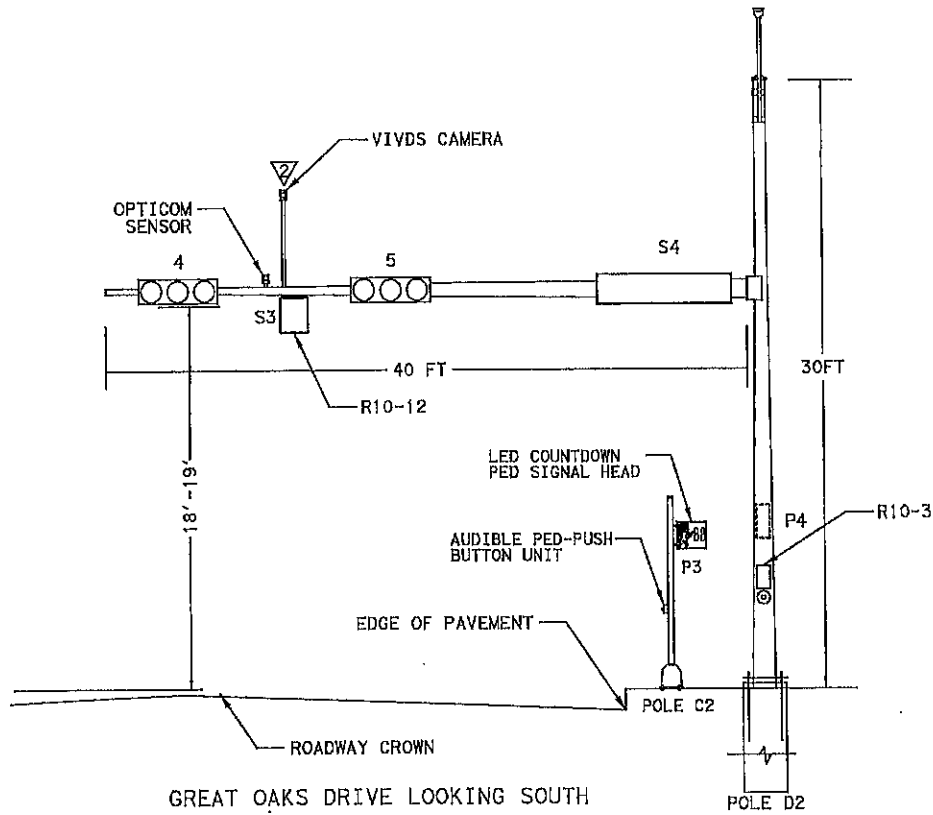 VIVDS CAMERA
2
OPTICOM
SENSOR
4
5
S4
S3
40 FT
30FT
R10-12
18'-19'
LED COUNTDOWN
PED SIGNAL HEAD
P4
R10-3
AUDIBLE PED-PUSH
BUTTON UNIT
P3
EDGE OF PAVEMENT
POLE C2
ROADWAY CROWN
GREAT OAKS DRIVE LOOKING SOUTH
POLE D2